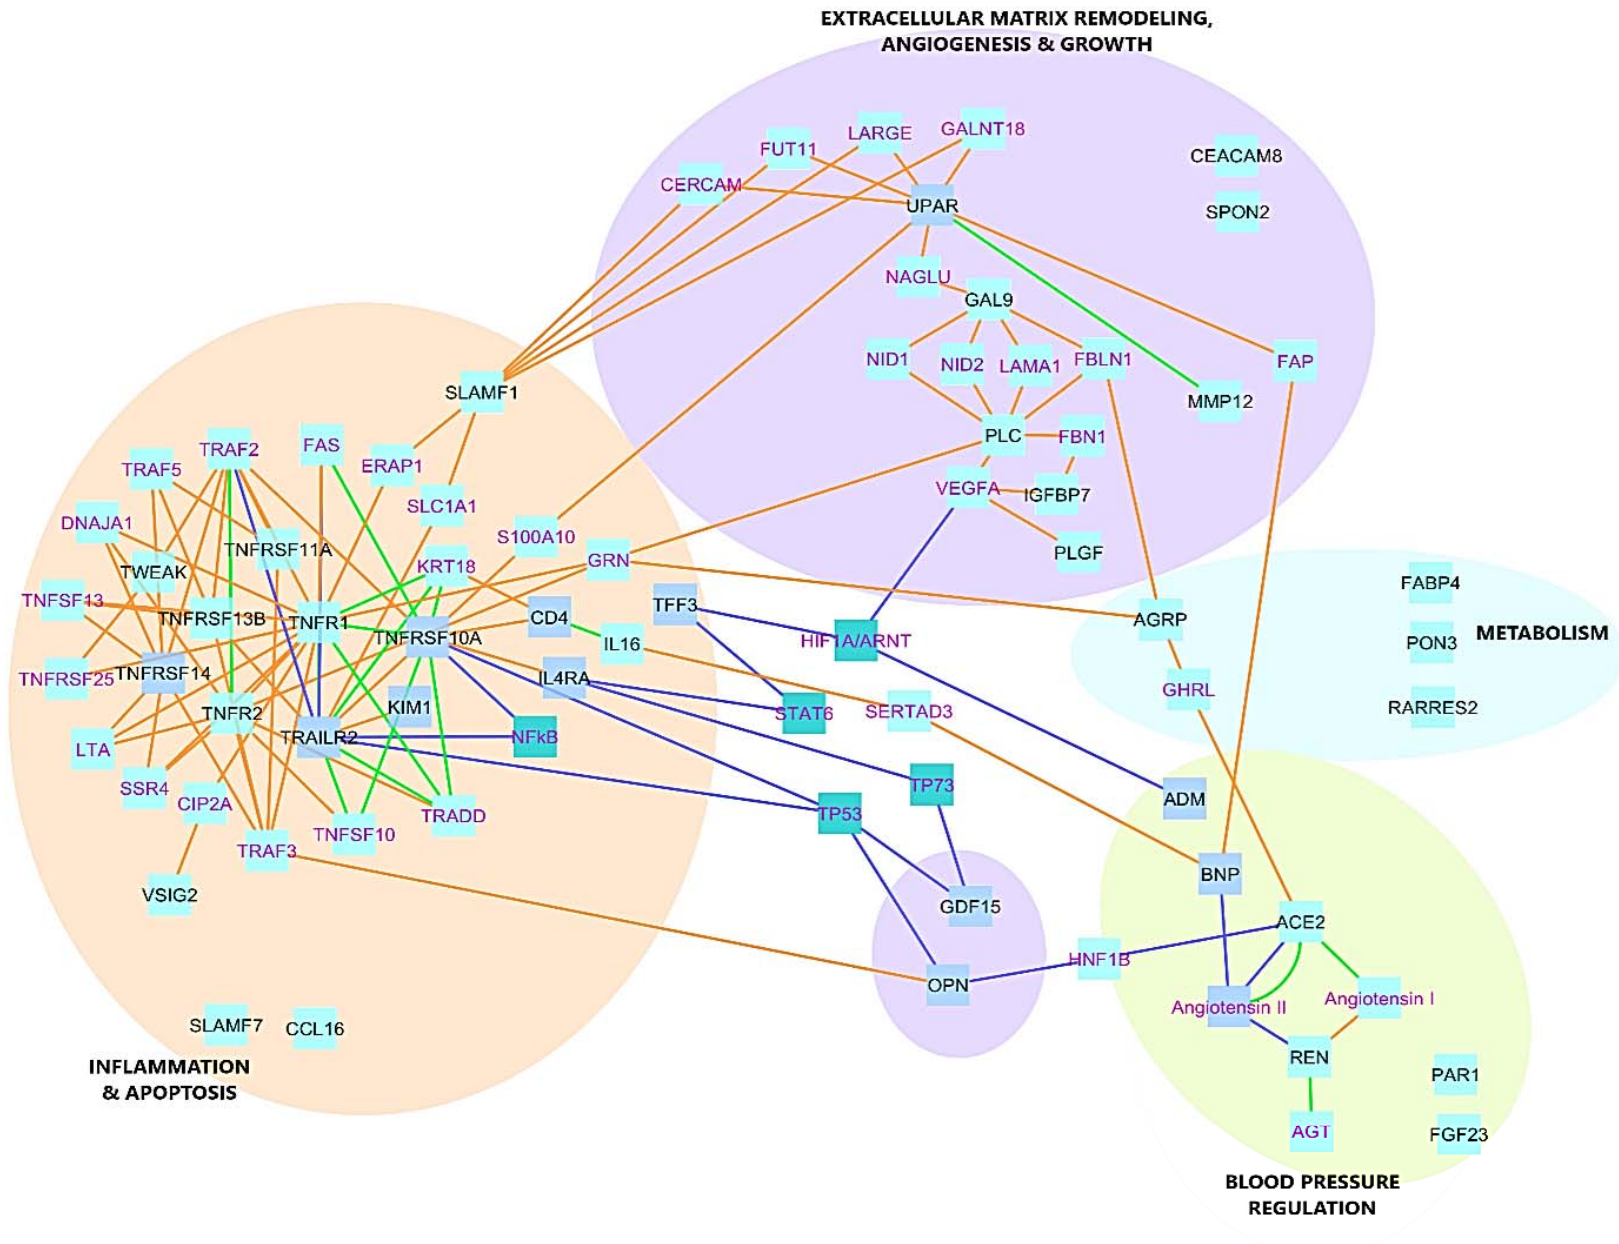 EXTRACELLULAR MATRIX REMODELING,
ANGIOGENESIS & GROWTH
GALNT18
LARGE
FUT11
CEACAM8
CERCAM
UPAR
SPON2
NAGLU
GAL9
NID1
NID2
LAMA1
FBLN1
FAP
SLAMF1
MMP12
PLC
FBN1
TRAF2
FAS
TRAF5
ERAP1
VEGFA
IGFBP7
SLC1A1
DNAJA1
S100A10
TNFRSF11A
PLGF
GRN
KRT18
TWEAK
FABP4
TNFSF13
TFF3
TNFRSF13B
TNFR1
CD4
AGRP
METABOLISM
TNFRSF10A
IL16
HIF1A/ARNT
PON3
TNFRSF14
TNFRSF25
IL4RA
GHRL
KIM1
RARRES2
TNFR2
STAT6
SERTAD3
TRAILR2
NFkB
LTA
SSR4
TP73
CIP2A
ADM
TP53
TRADD
TNFSF10
TRAF3
BNP
VSIG2
GDF15
ACE2
HNF1B
OPN
Angiotensin I
Angiotensin II
SLAMF7
CCL16
REN
INFLAMMATION
& APOPTOSIS
PAR1
AGT
FGF23
BLOOD PRESSURE
REGULATION